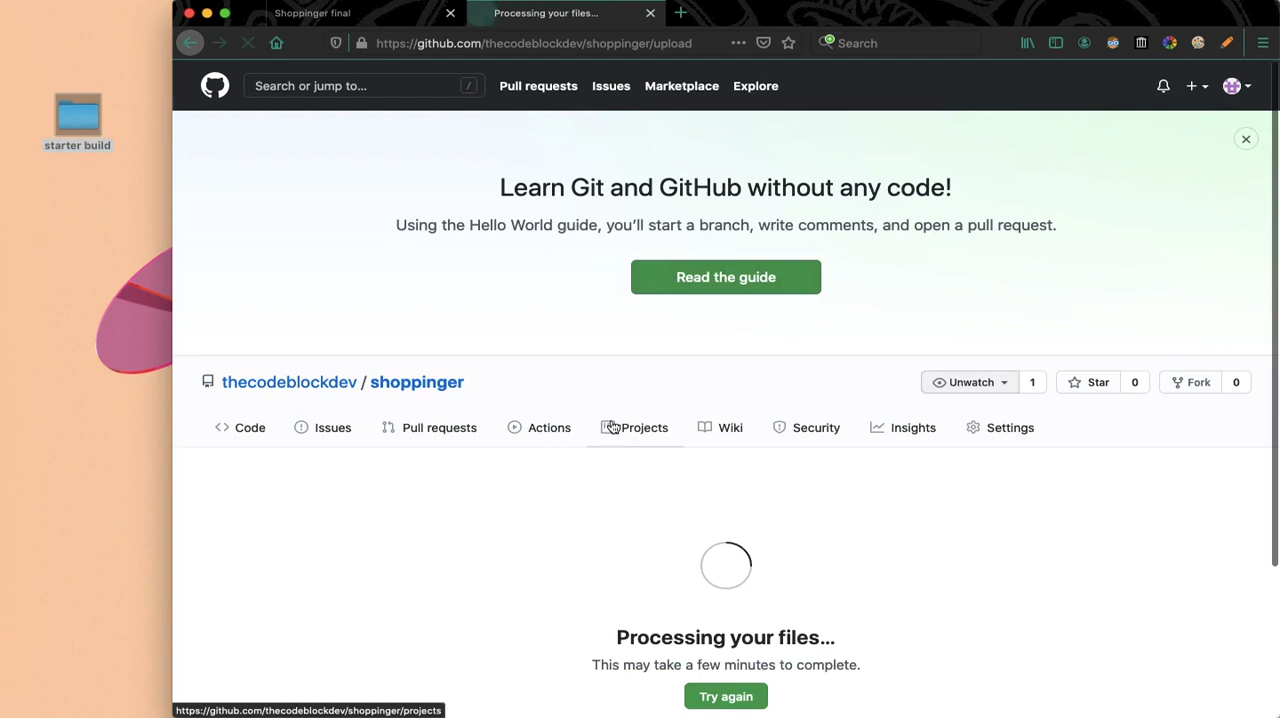 Shoppinger final
Processing your files...
https://github.com/thecodeblockdev/shoppinger/upload
Search
starter build
Search or jump to...
/
Pull requests
Issues
Marketplace
Explore
Learn Git and GitHub without any code!
Using the Hello World guide, you’ll start a branch, write comments, and open a pull request.
Read the guide
thecodeblockdev / shoppinger
Unwatch 1
Star 0
Fork 0
Code
Issues
Pull requests
Actions
Projects
Wiki
Security
Insights
Settings
Processing your files...
This may take a few minutes to complete.
Try again
https://github.com/thecodeblockdev/shoppinger/projects